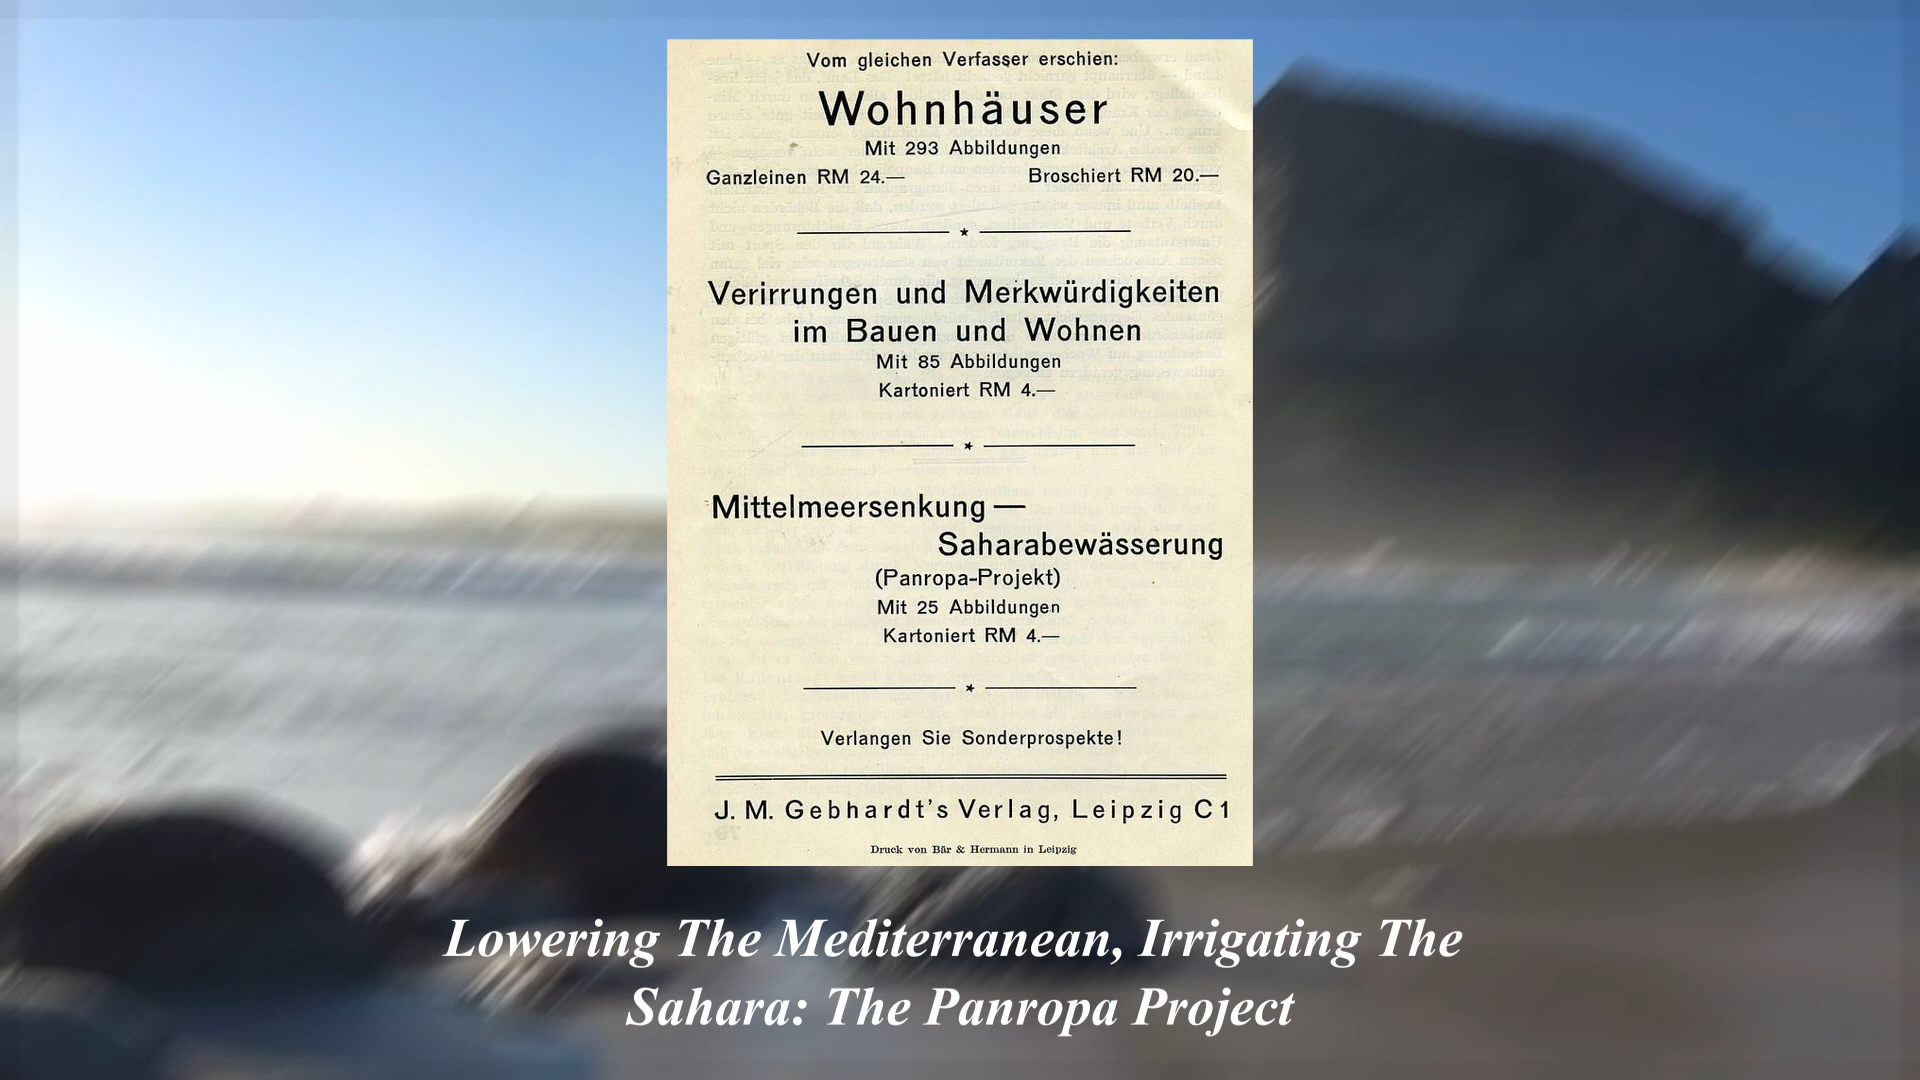 Vom gleichen Verfasser erschien:
Wohnhäuser
Mit 293 Abbildungen
Ganzleinen RM 24.— Broschiert RM 20.—
Verirrungen und Merkwürdigkeiten
im Bauen und Wohnen
Mit 85 Abbildungen
Kartoniert RM 4.—
Mittelmeersenkung —
Saharabewässerung
(Panropa-Projekt)
Mit 25 Abbildungen
Kartoniert RM 4.—
Verlangen Sie Sonderprospekte!
J. M. Gebhardt's Verlag, Leipzig C 1
Druck von Bär & Hermann in Leipzig
Lowering The Mediterranean, Irrigating The
Sahara: The Panropa Project